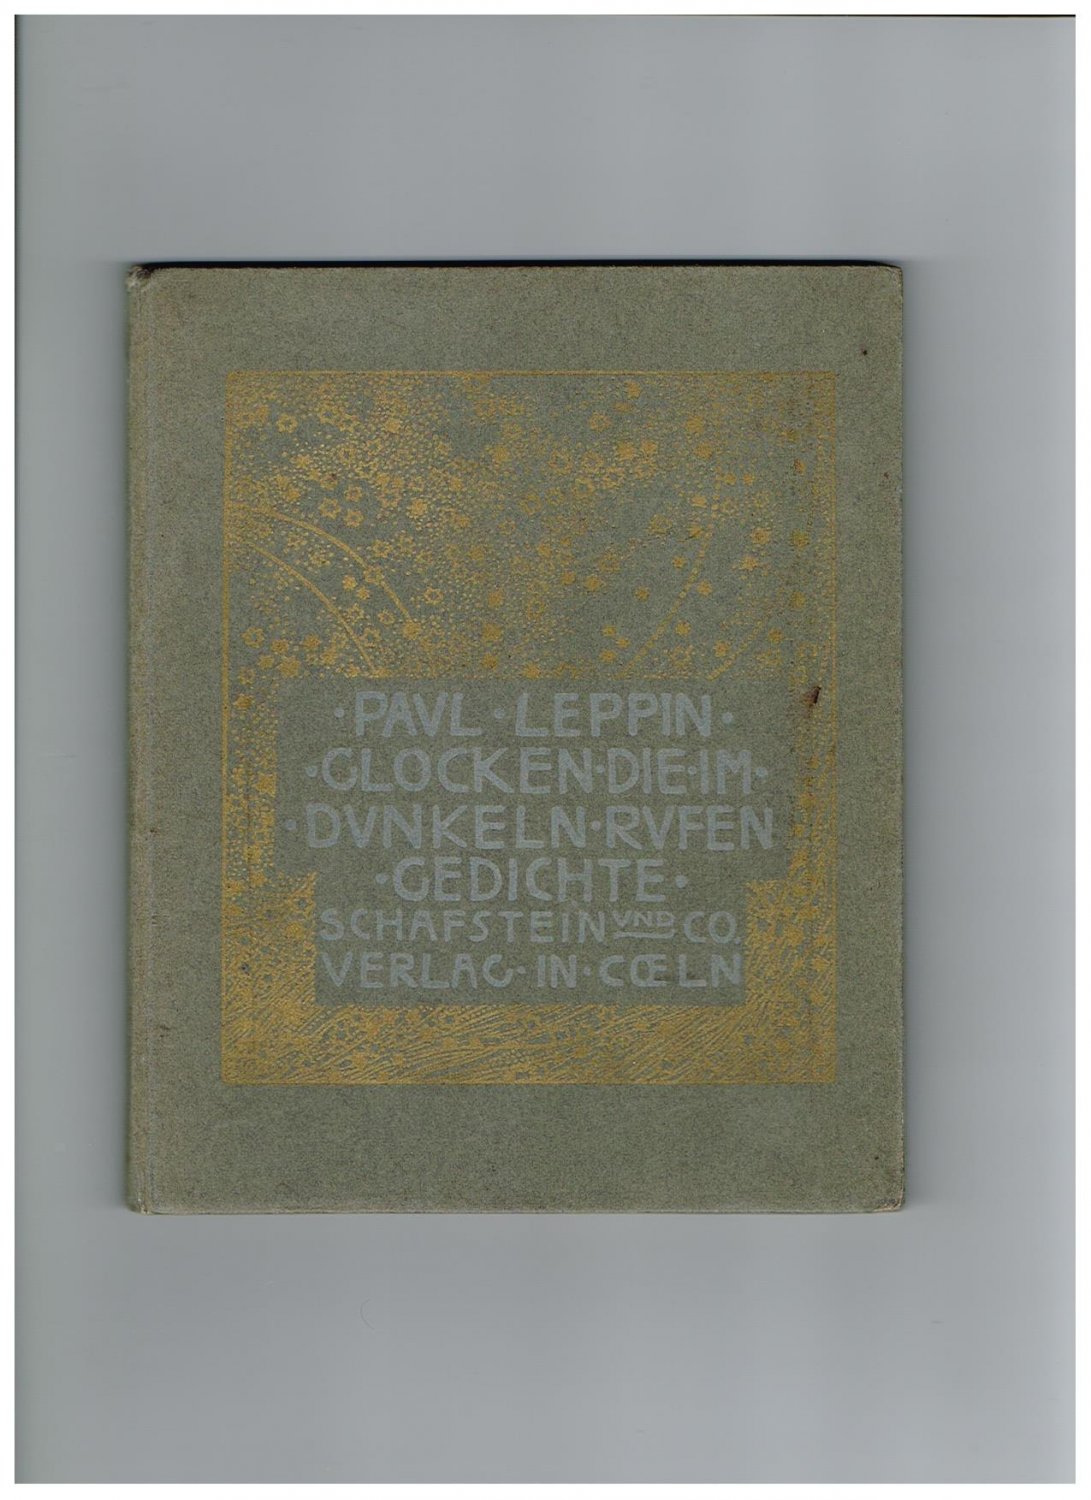 ·PAVL·LEPPIN·
·GLOCKEN·DIE·IM·
·DVNKELN·RVFEN
·GEDICHTE·
SCHAFSTEIN VND CO.
VERLAG·IN·CŒLN